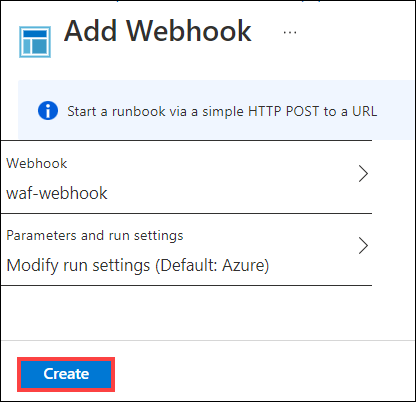 Add Webhook ...
Start a runbook via a simple HTTP POST to a URL
Webhook
waf-webhook
Parameters and run settings
Modify run settings (Default: Azure)
Create